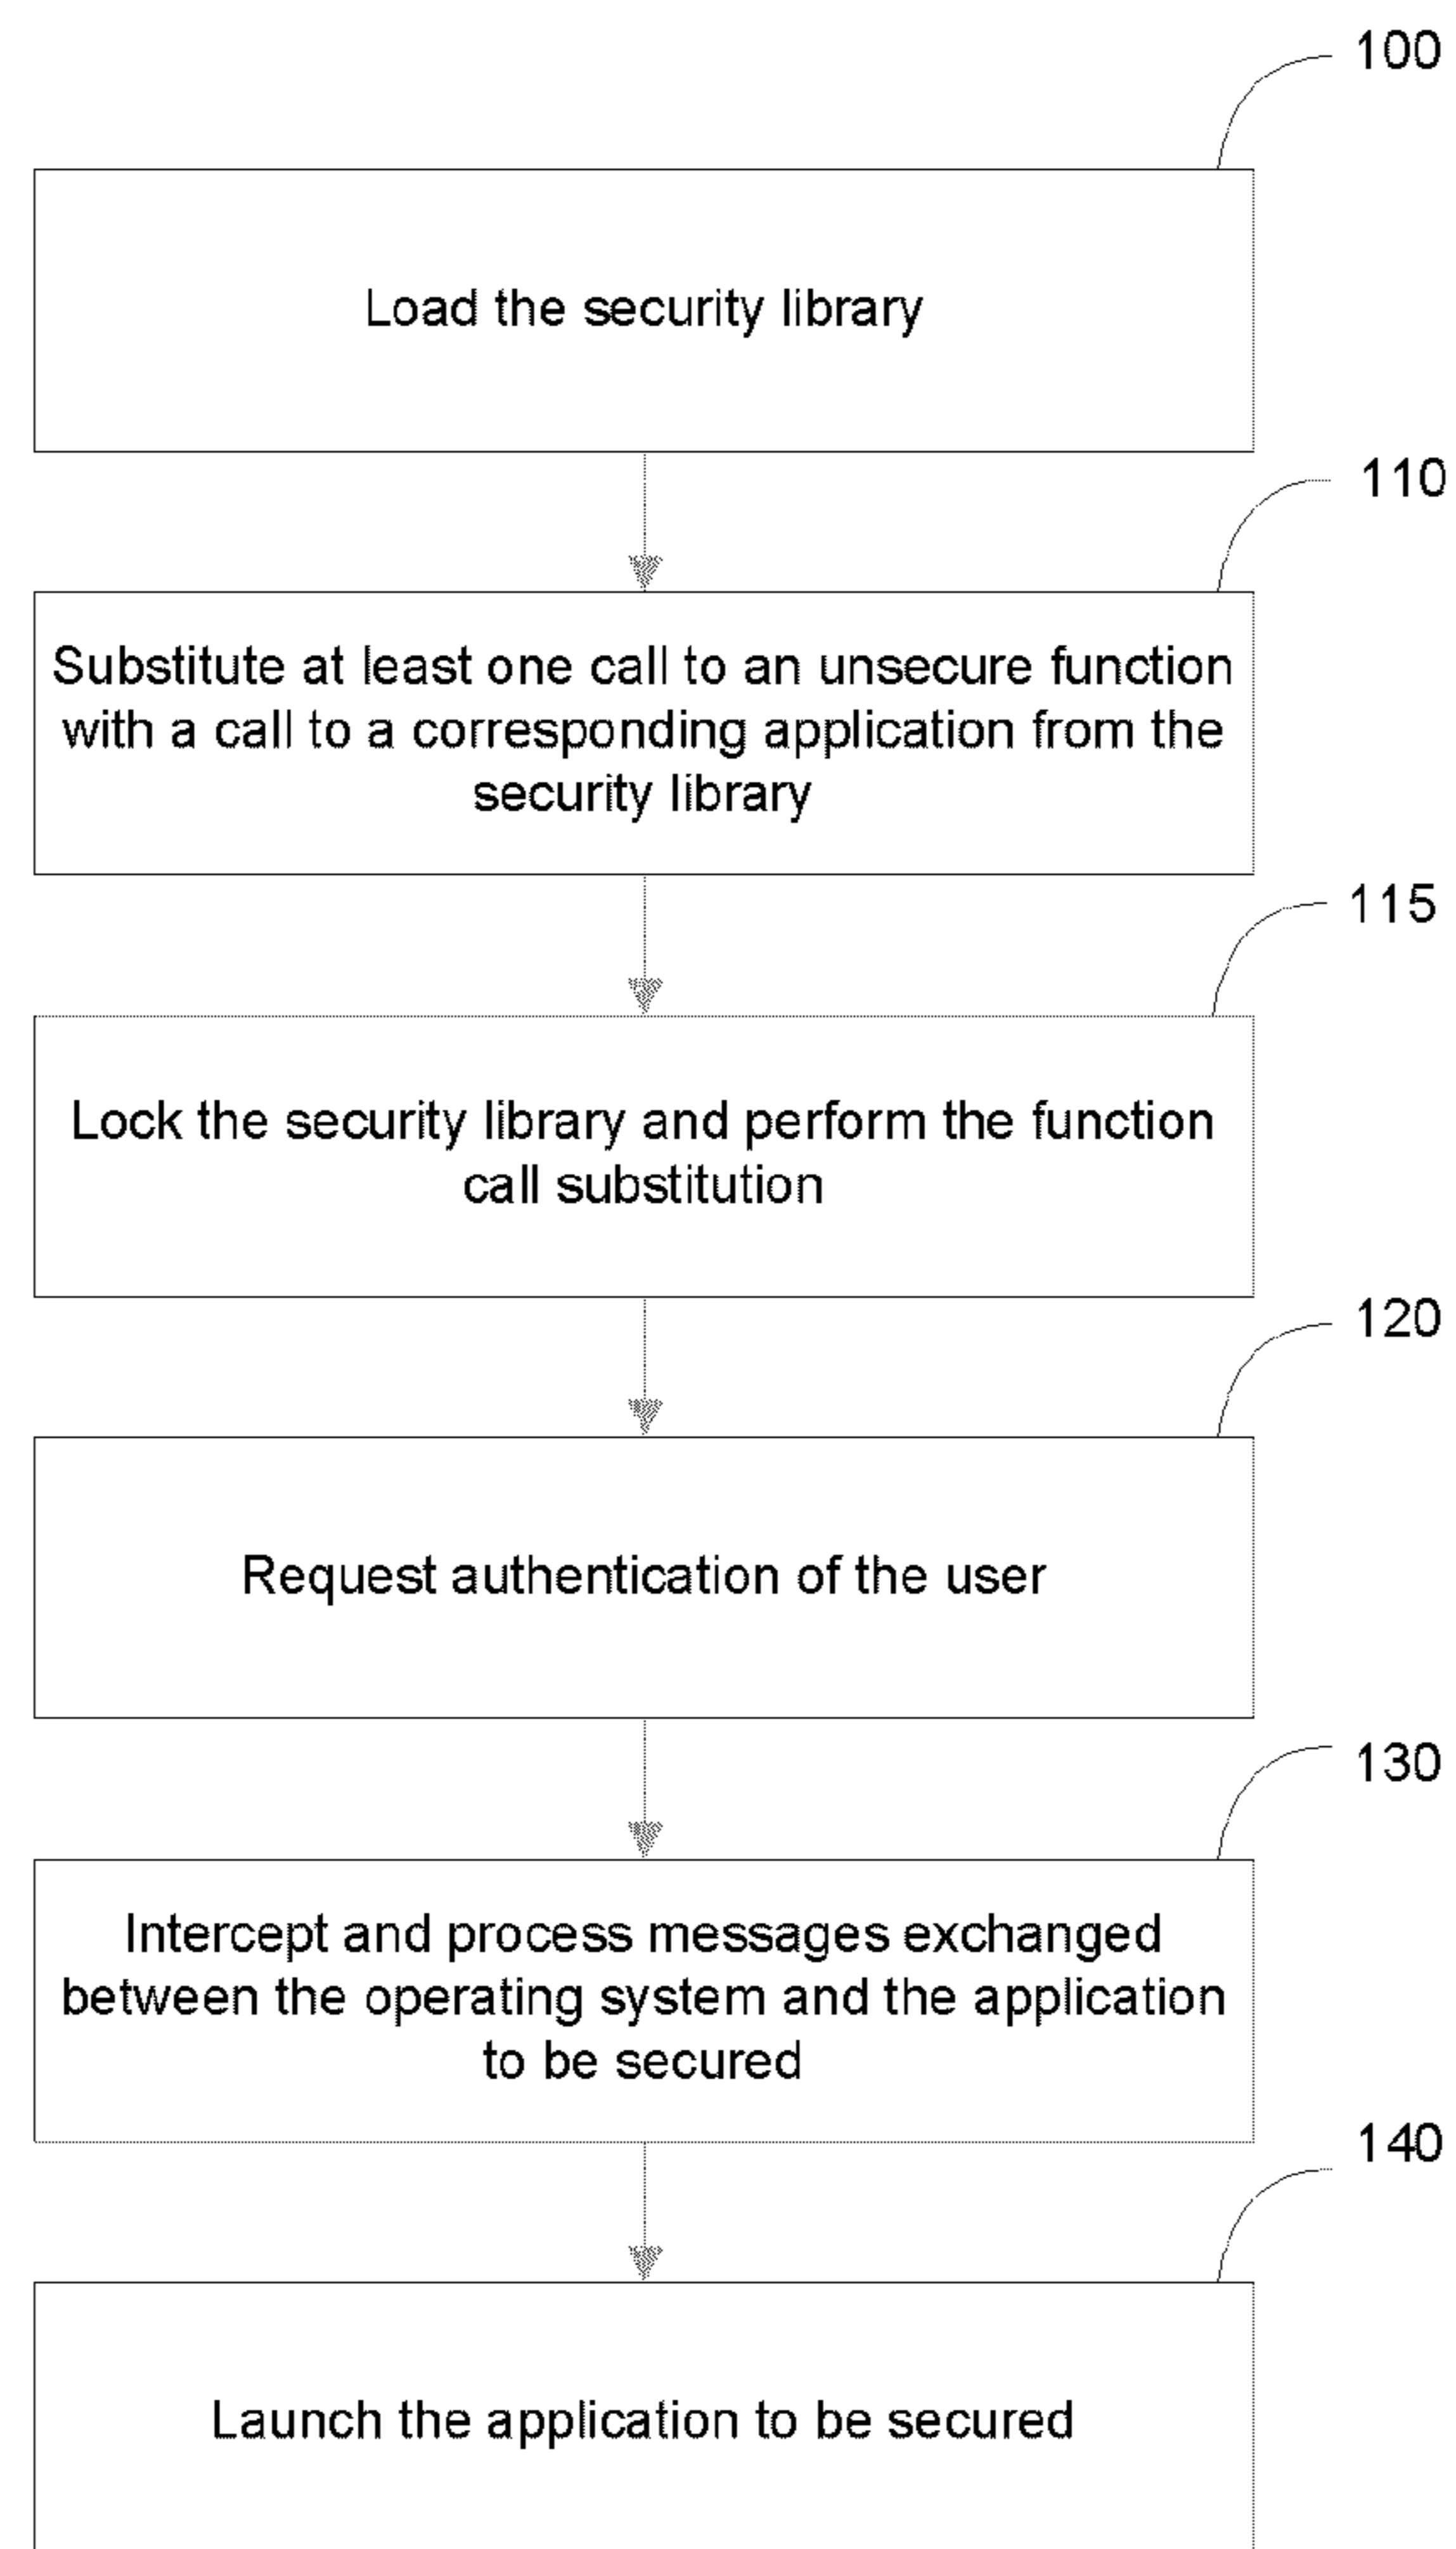 100
Load the security library
110
Substitute at least one call to an unsecure function
with a call to a corresponding application from the
security library
115
Lock the security library and perform the function
call substitution
120
Request authentication of the user
130
Intercept and process messages exchanged
between the operating system and the application
to be secured
140
Launch the application to be secured